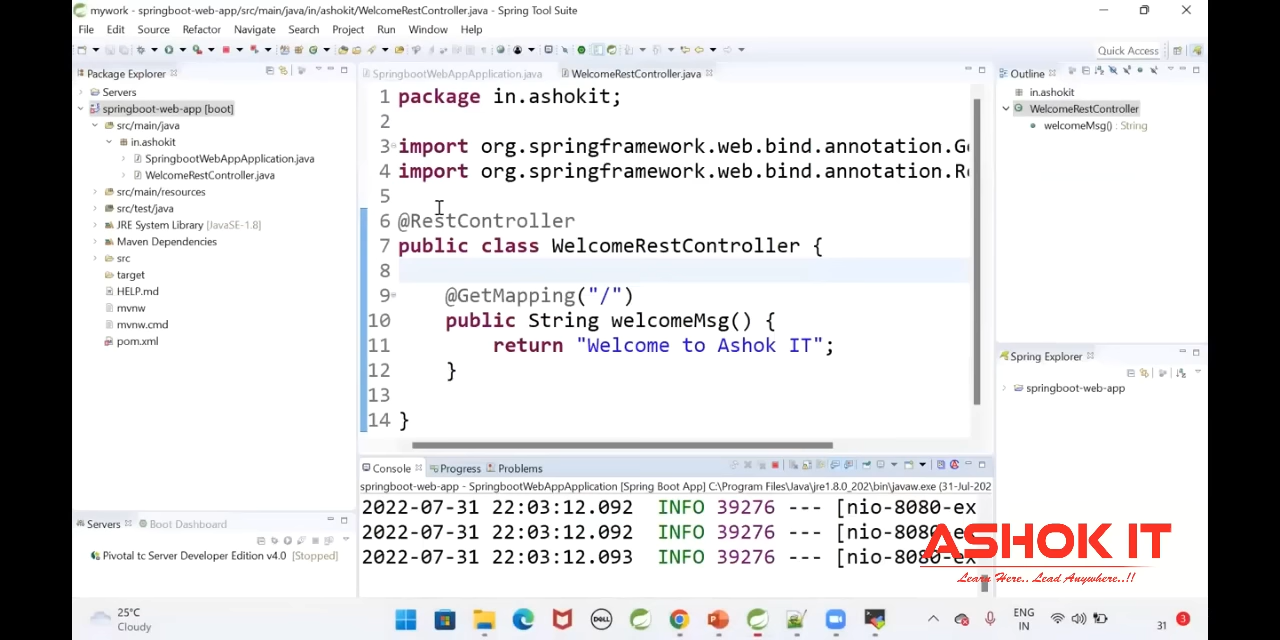 mywork - springboot-web-app/src/main/java/in/ashokit/WelcomeRestController.java - Spring Tool Suite
File Edit Source Refactor Navigate Search Project Run Window Help
Quick Access
Package Explorer
Servers
springboot-web-app [boot]
src/main/java
in.ashokit
SpringbootWebAppApplication.java
WelcomeRestController.java
src/main/resources
src/test/java
JRE System Library [JavaSE-1.8]
Maven Dependencies
src
target
HELP.md
mvnw
mvnw.cmd
pom.xml
Servers Boot Dashboard
Pivotal tc Server Developer Edition v4.0 [Stopped]
SpringbootWebAppApplication.java WelcomeRestController.java
1 package in.ashokit;
2
3 import org.springframework.web.bind.annotation.Ge
4 import org.springframework.web.bind.annotation.Re
5
6 @RestController
7 public class WelcomeRestController {
8
9 @GetMapping("/")
10 public String welcomeMsg() {
11 return "Welcome to Ashok IT";
12 }
13
14 }
Console Progress Problems
springboot-web-app - SpringbootWebAppApplication [Spring Boot App] C:\Program Files\Java\jre1.8.0_202\bin\javaw.exe (31-Jul-202
2022-07-31 22:03:12.092 INFO 39276 --- [nio-8080-ex
2022-07-31 22:03:12.092 INFO 39276 --- [nio-8080-ex
2022-07-31 22:03:12.093 INFO 39276 --- [nio-8080-ex
Outline
in.ashokit
WelcomeRestController
welcomeMsg() : String
Spring Explorer
springboot-web-app
ASHOK IT
Learn Here.. Lead Anywhere..!!
25°C
Cloudy
DELL
ENG
IN
31
3